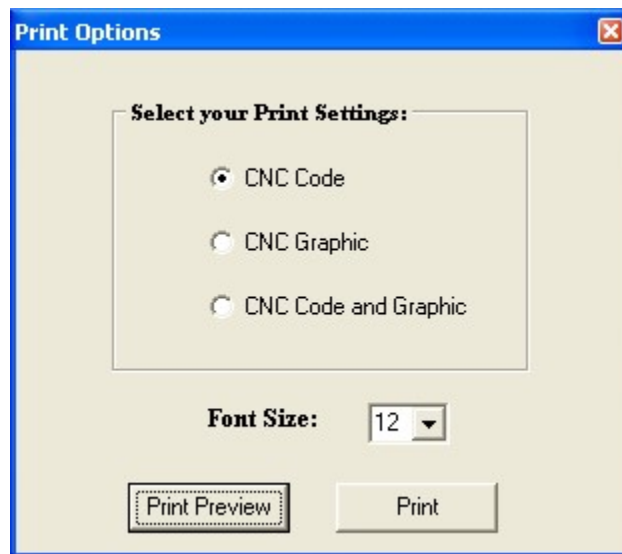 Print Options
Select your Print Settings:
CNC Code
CNC Graphic
CNC Code and Graphic
Font Size: 12
Print Preview Print